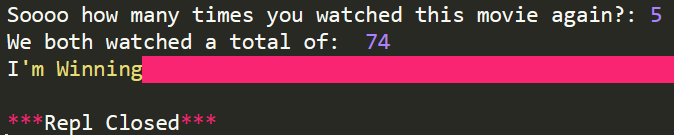 Soooo how many times you watched this movie again?: 5
We both watched a total of:  74
I'm Winning
***Repl Closed***